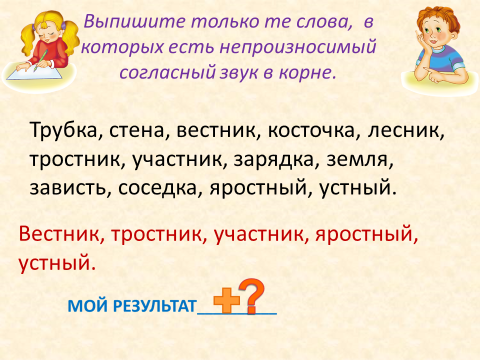 Выпишите только те слова, в
которых есть непроизносимый
согласный звук в корне.
Трубка, стена, вестник, косточка, лесник,
тростник, участник, зарядка, земля,
зависть, соседка, яростный, устный.
Вестник, тростник, участник, яростный,
устный.
МОЙ РЕЗУЛЬТАТ_________ +?